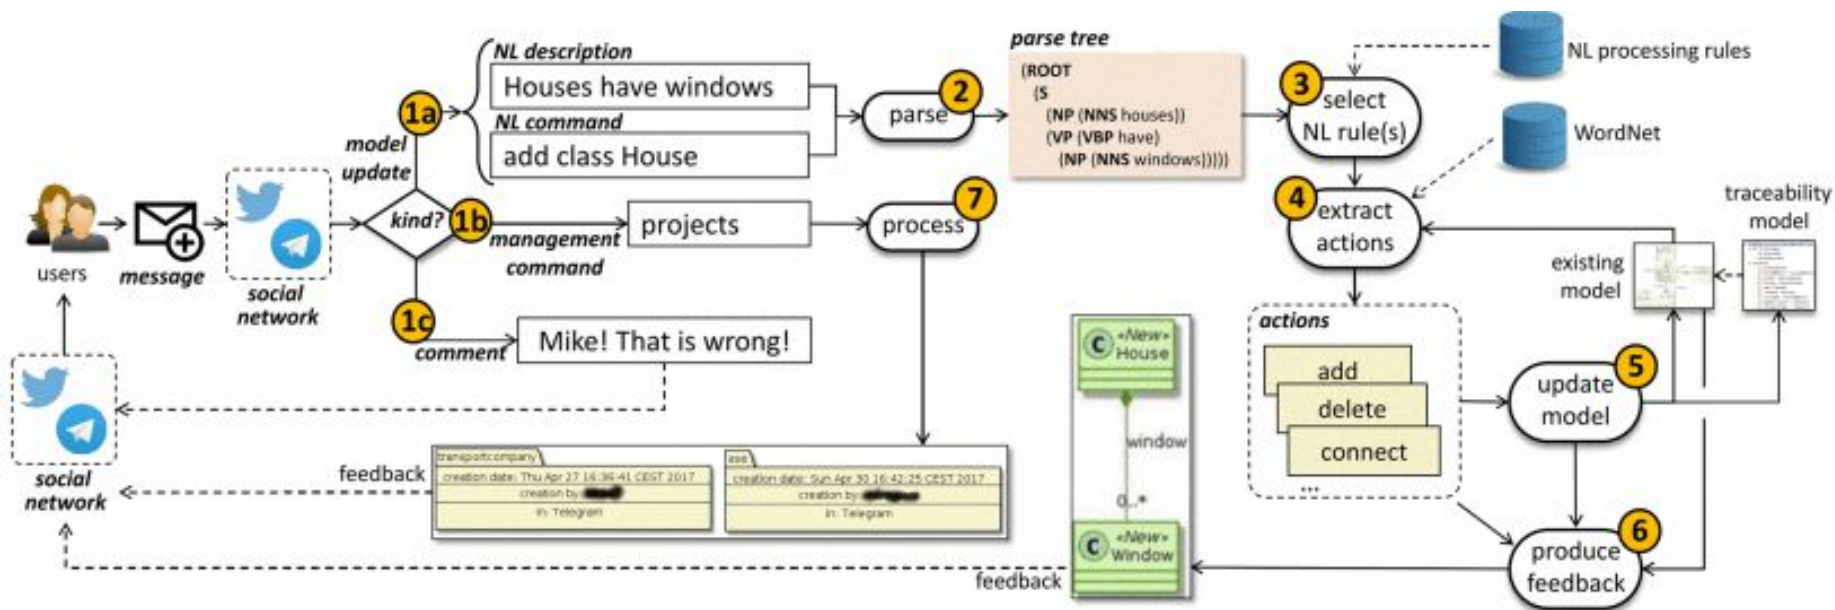 NL description
Houses have windows
NL command
add class House
1a
model
update
parse
2
parse tree
(ROOT
(S
(NP (NNS houses))
(VP (VBP have)
(NP (NNS windows)))))
3
select
NL rule(s)
NL processing rules
WordNet
users
message
social
network
kind?
1b
management
command
projects
process
7
4
extract
actions
traceability
model
existing
model
1c
comment
Mike! That is wrong!
actions
add
delete
connect
...
update
model
5
C
«New»
House
window
0..*
C
«New»
Window
social
network
feedback
transportcompany
creation date: Thu Apr 27 16:36:41 CEST 2017
creation by
in: Telegram
creation date: Sun Apr 30 16:42:25 CEST 2017
creation by
in: Telegram
feedback
produce
feedback
6